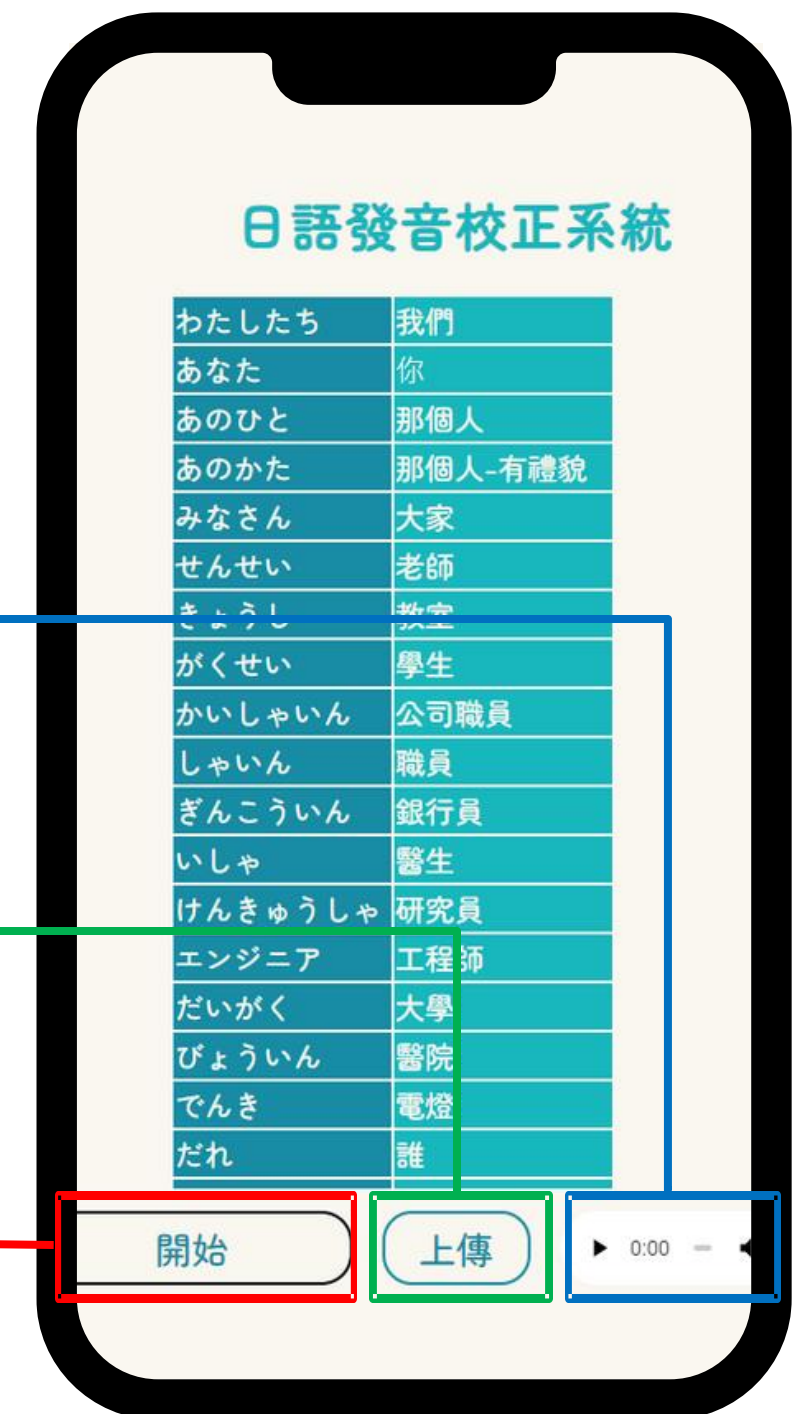 日語發音校正系統
わたしたち 我們
あなた 你
あのひと 那個人
あのかた 那個人-有禮貌
みなさん 大家
せんせい 老師
きょうし 教室
がくせい 學生
かいしゃいん 公司職員
しゃいん 職員
ぎんこういん 銀行員
いしゃ 醫生
けんきゅうしゃ 研究員
エンジニア 工程師
だいがく 大學
びょういん 醫院
でんき 電燈
だれ 誰
開始 上傳 0:00